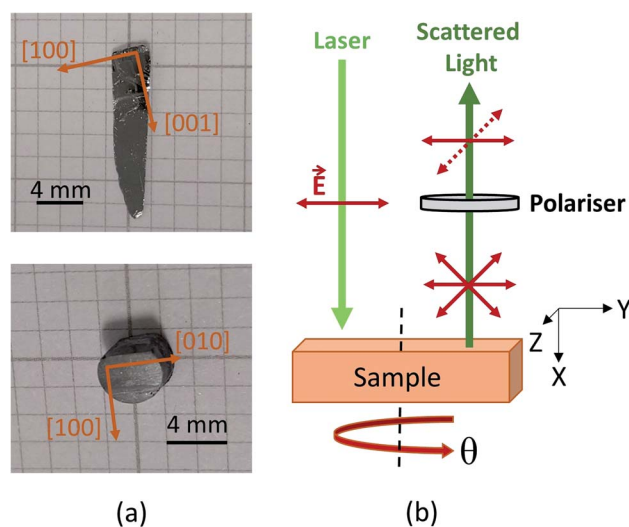 [100]
[001]
4 mm
[010]
[100]
4 mm
(a)
Laser
Scattered
Light
E
Polariser
Y
Z
X
Sample
θ
(b)